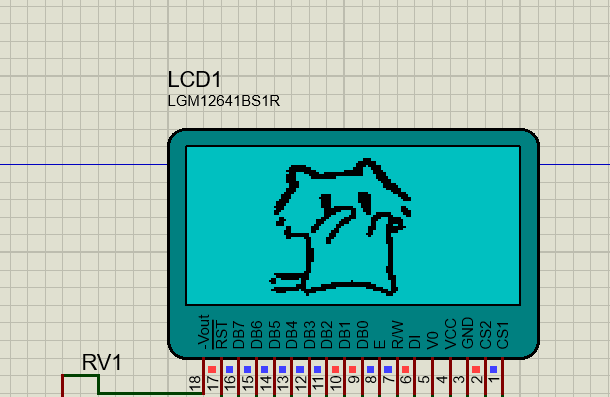 LCD1
LGM12641BS1R
-Vout
RST
DB7
DB6
DB5
DB4
DB3
DB2
DB1
DB0
E
R/W
DI
V0
VCC
GND
CS2
CS1
RV1
18
17
16
15
14
13
12
11
10
9
8
7
6
5
4
3
2
1